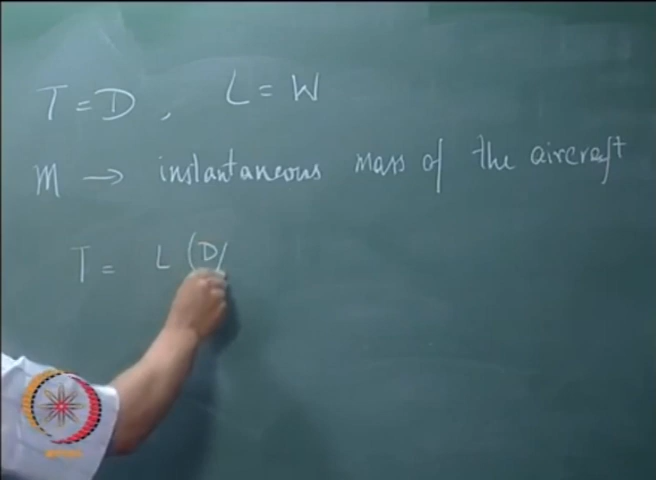 T = D , L = W
m → instantaneous mass of the aircraft
T = L (D/